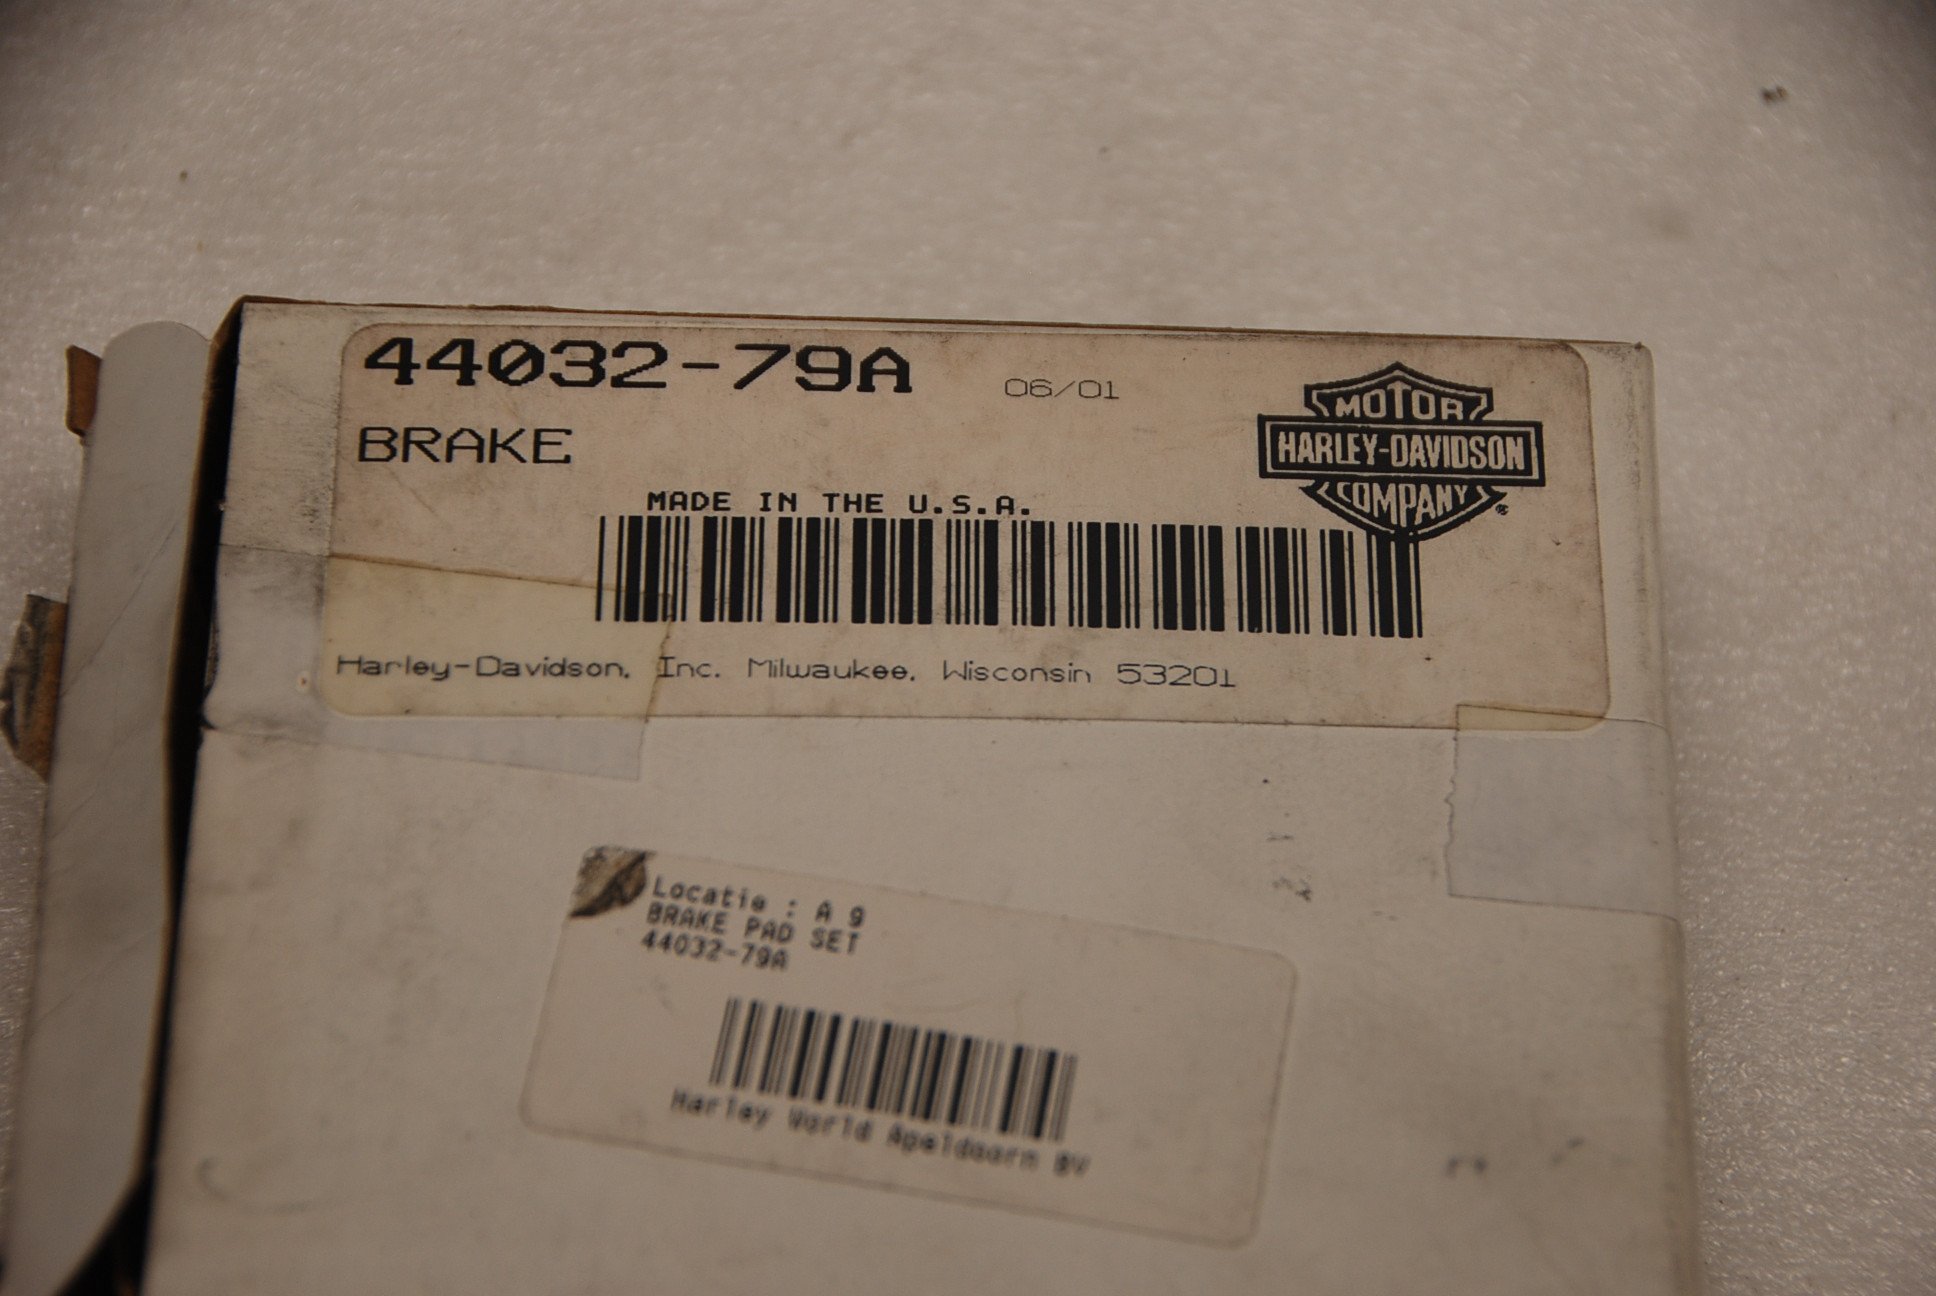 44032-79A 06/01
BRAKE
MOTOR
HARLEY-DAVIDSON
COMPANY
®
MADE IN THE U.S.A.
Harley-Davidson, Inc. Milwaukee, Wisconsin 53201
Locatie : A 9
BRAKE PAD SET
44032-79A
Harley World Apeldoorn BV